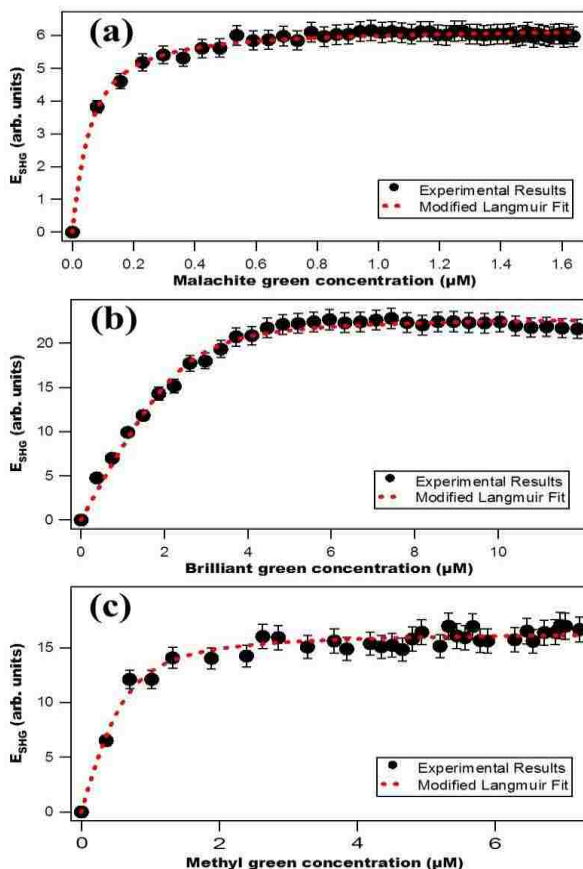 (a)
E_SHG (arb. units)
6
5
4
3
2
1
0
Experimental Results
Modified Langmuir Fit
0.0 0.2 0.4 0.6 0.8 1.0 1.2 1.4 1.6
Malachite green concentration (µM)
(b)
E_SHG (arb. units)
20
15
10
5
0
Experimental Results
Modified Langmuir Fit
0 2 4 6 8 10
Brilliant green concentration (µM)
(c)
E_SHG (arb. units)
15
10
5
0
Experimental Results
Modified Langmuir Fit
0 2 4 6
Methyl green concentration (µM)